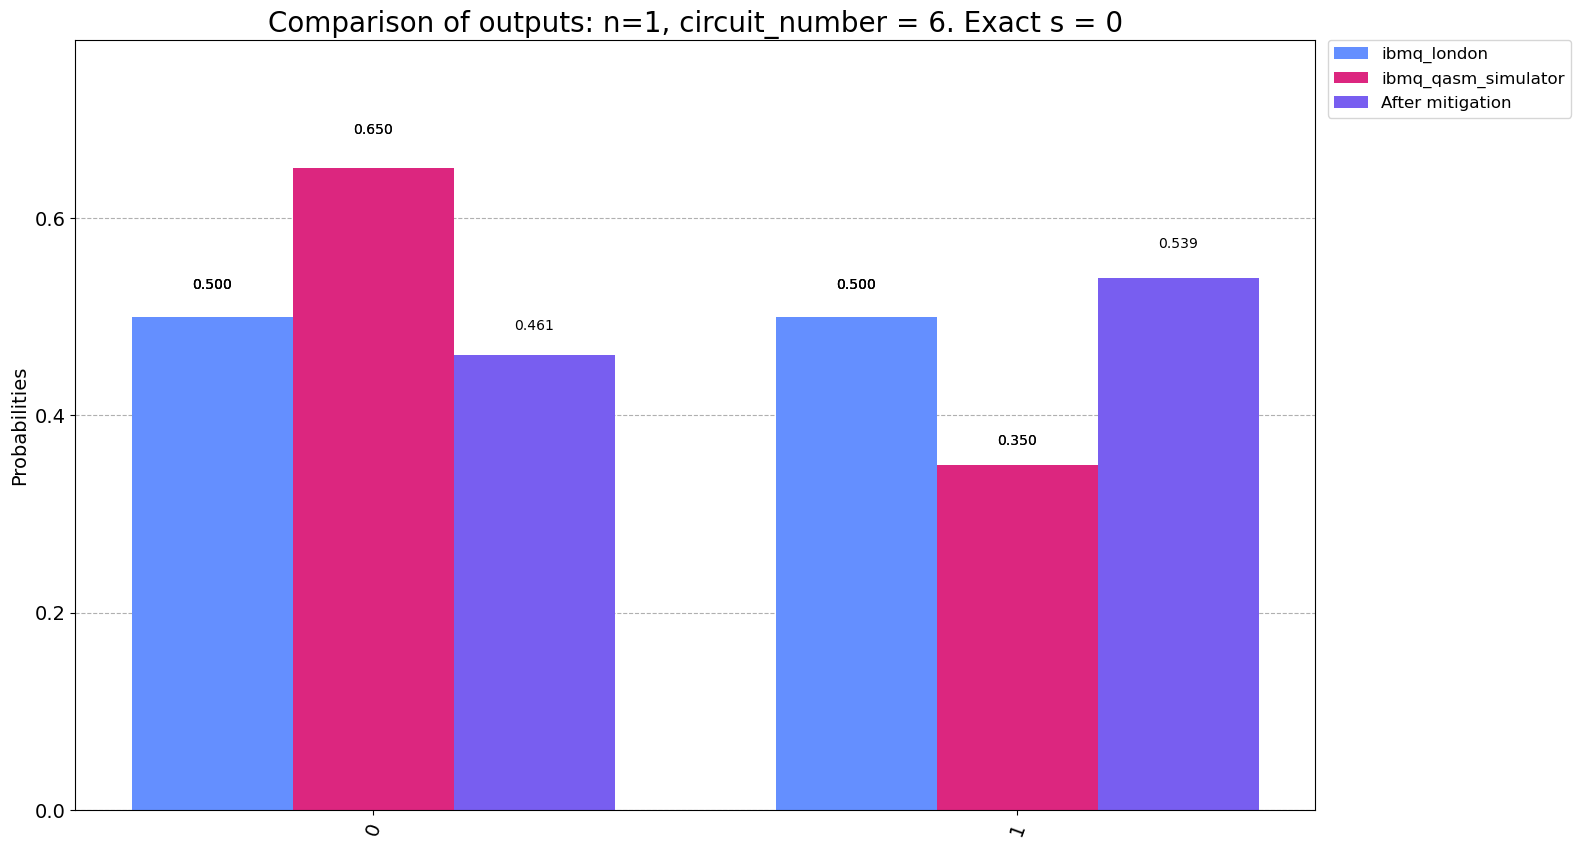 Comparison of outputs: n=1, circuit_number = 6. Exact s = 0
ibmq_london
ibmq_qasm_simulator
After mitigation
Probabilities
0.6
0.4
0.2
0.0
0.500
0.650
0.461
0.500
0.350
0.539
0
1